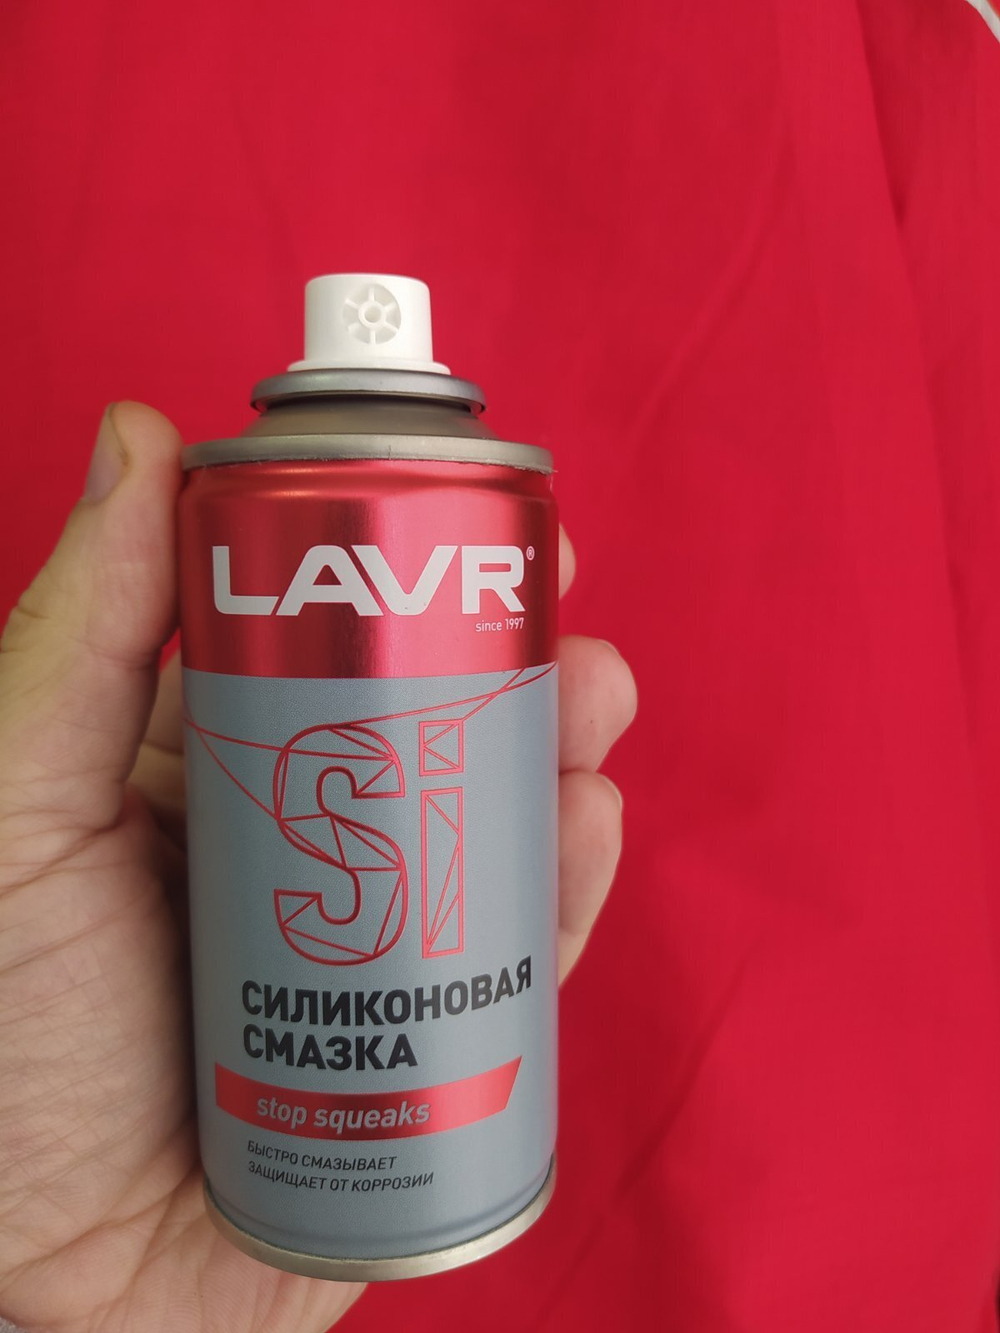 LAVR®
since 1997
Si
СИЛИКОНОВАЯ
СМАЗКА
stop squeaks
БЫСТРО СМАЗЫВАЕТ
ЗАЩИЩАЕТ ОТ КОРРОЗИИ